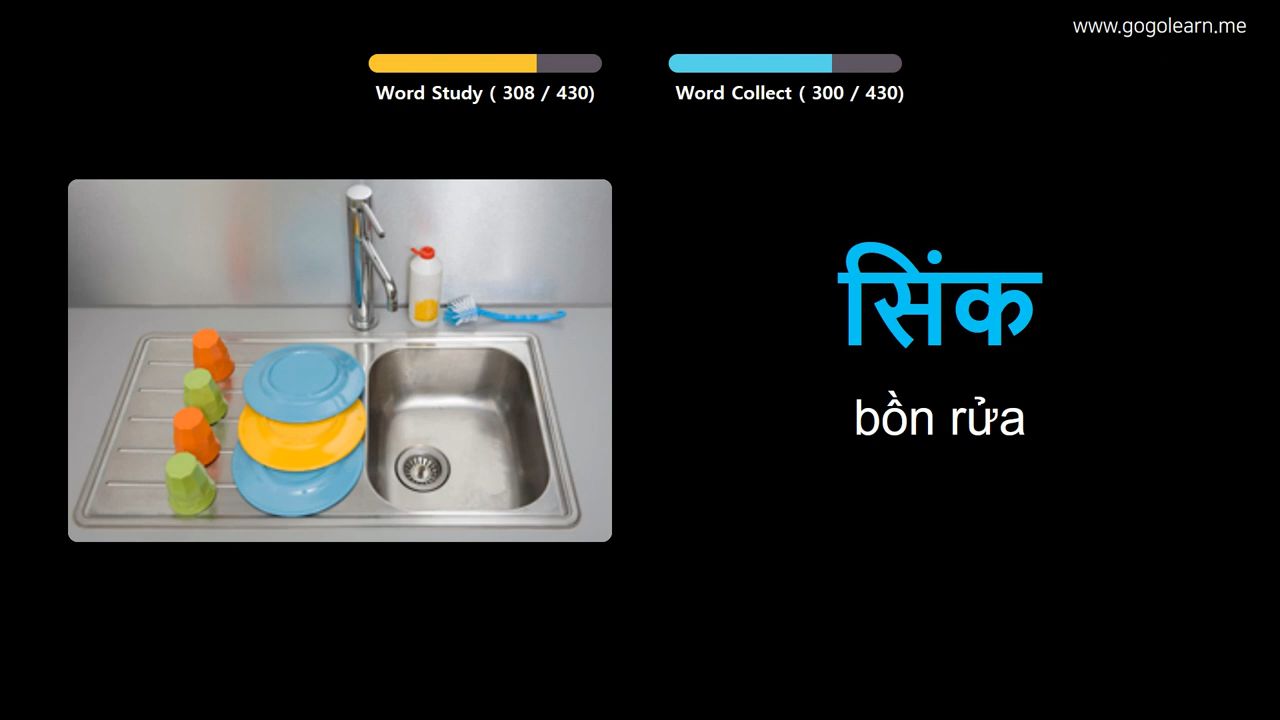 www.gogolearn.me
Word Study ( 308 / 430)
Word Collect ( 300 / 430)
सिंक
bồn rửa